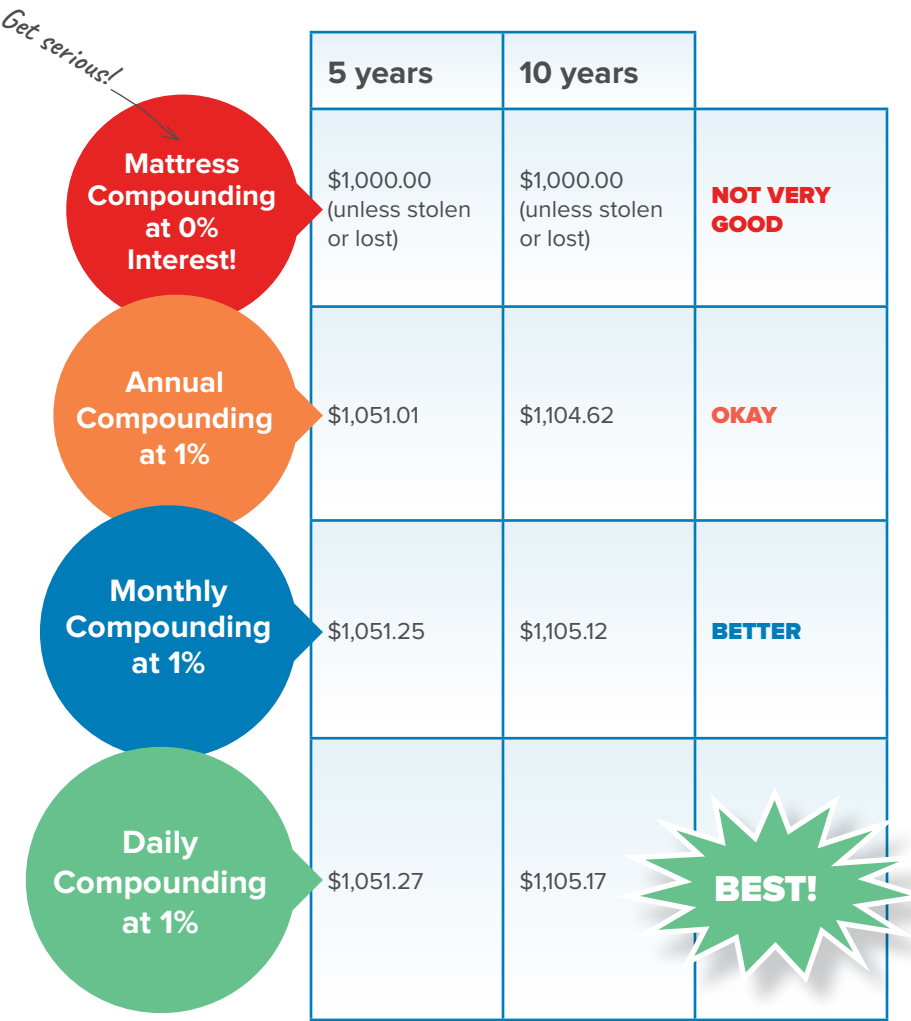 Get serious!
5 years
10 years
Mattress
Compounding
at 0%
Interest!
$1,000.00
(unless stolen
or lost)
$1,000.00
(unless stolen
or lost)
NOT VERY
GOOD
Annual
Compounding
at 1%
$1,051.01
$1,104.62
OKAY
Monthly
Compounding
at 1%
$1,051.25
$1,105.12
BETTER
Daily
Compounding
at 1%
$1,051.27
$1,105.17
BEST!